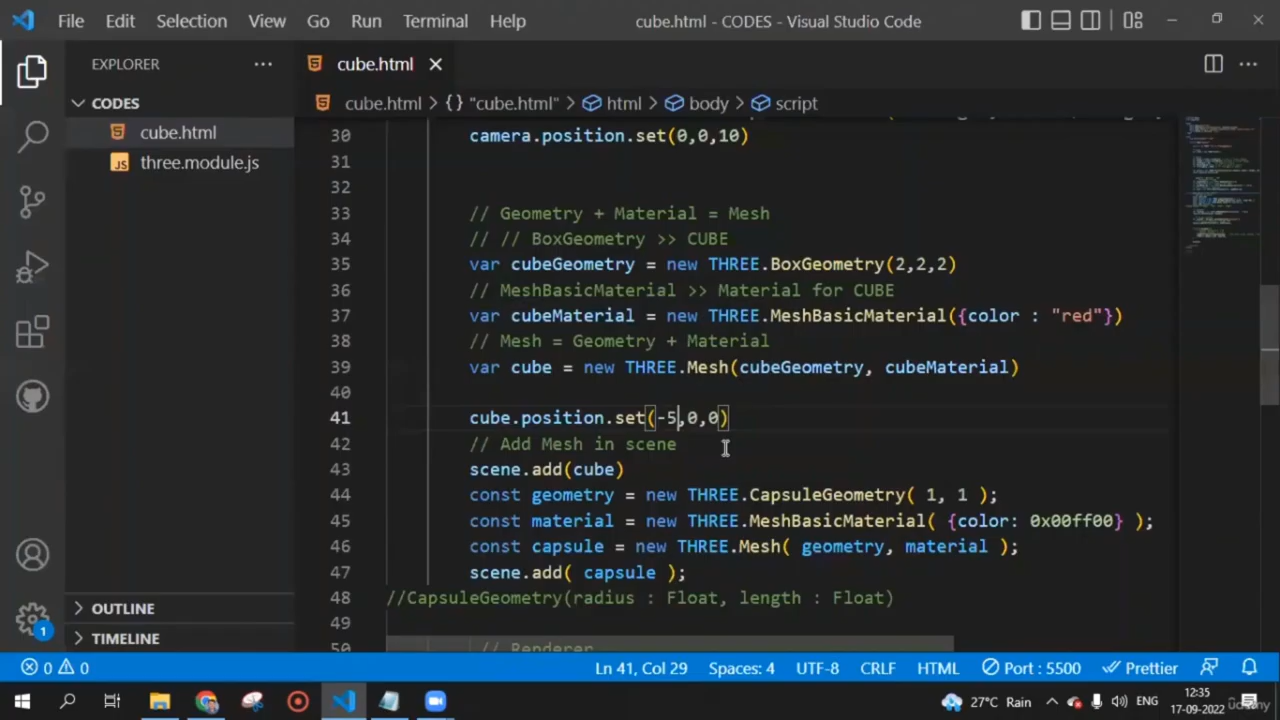 File Edit Selection View Go Run Terminal Help cube.html - CODES - Visual Studio Code
EXPLORER
cube.html
CODES
cube.html > {} "cube.html" > html > body > script
cube.html
JS three.module.js
30 camera.position.set(0,0,10)
31
32
33 // Geometry + Material = Mesh
34 // // BoxGeometry >> CUBE
35 var cubeGeometry = new THREE.BoxGeometry(2,2,2)
36 // MeshBasicMaterial >> Material for CUBE
37 var cubeMaterial = new THREE.MeshBasicMaterial({color : "red"})
38 // Mesh = Geometry + Material
39 var cube = new THREE.Mesh(cubeGeometry, cubeMaterial)
40
41 cube.position.set(-5,0,0)
42 // Add Mesh in scene
43 scene.add(cube)
44 const geometry = new THREE.CapsuleGeometry( 1, 1 );
45 const material = new THREE.MeshBasicMaterial( {color: 0x00ff00} );
46 const capsule = new THREE.Mesh( geometry, material );
47 scene.add( capsule );
48 //CapsuleGeometry(radius : Float, length : Float)
49
50 // Renderer
OUTLINE
TIMELINE
1
0 0 Ln 41, Col 29 Spaces: 4 UTF-8 CRLF HTML Port : 5500 Prettier
27°C Rain ENG 12:35
17-09-2022